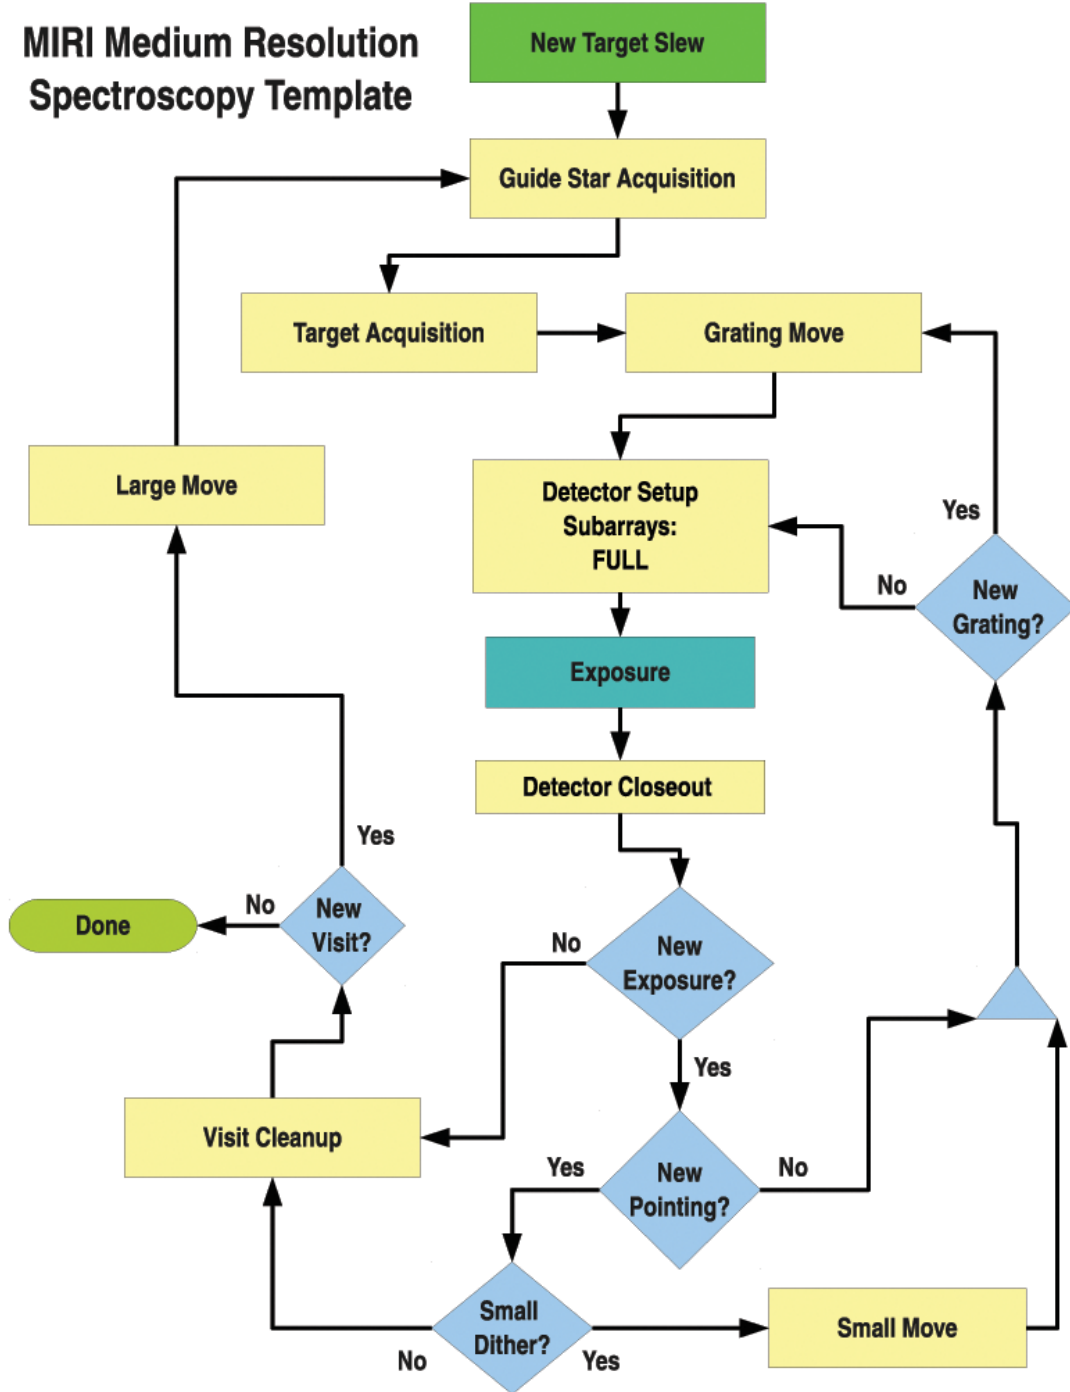 MIRI Medium Resolution
Spectroscopy Template
New Target Slew
Guide Star Acquisition
Target Acquisition
Grating Move
Large Move
Detector Setup
Subarrays:
FULL
Yes
No
New
Grating?
Exposure
Detector Closeout
Yes
No
New
Visit?
Done
No
New
Exposure?
Yes
Visit Cleanup
Yes
New
Pointing?
No
Small
Dither?
No
Yes
Small Move